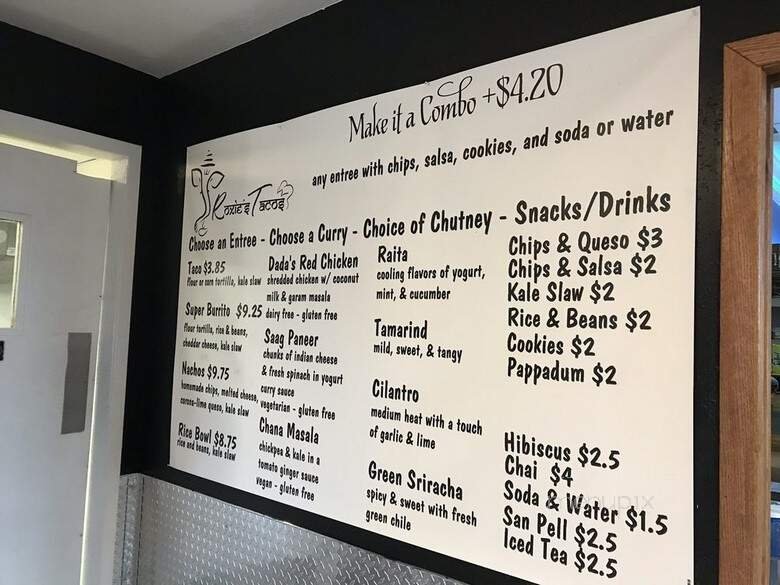 Make it a Combo +$4.20
any entree with chips, salsa, cookies, and soda or water
Roxie's Tacos
Choose an Entree - Choose a Curry - Choice of Chutney - Snacks/Drinks
Taco $3.85
flour or corn tortilla, kale slaw
Super Burrito $9.25
flour tortilla, rice & beans,
cheddar cheese, kale slaw
Nachos $9.75
homemade chips, melted cheese,
corona-lime queso, kale slaw
Rice Bowl $8.75
rice and beans, kale slaw
Dada's Red Chicken
shredded chicken w/ coconut
milk & garam masala
dairy free - gluten free
Saag Paneer
chunks of indian cheese
& fresh spinach in yogurt
curry sauce
vegetarian - gluten free
Chana Masala
chickpea & kale in a
tomato ginger sauce
vegan - gluten free
Raita
cooling flavors of yogurt,
mint, & cucumber
Tamarind
mild, sweet, & tangy
Cilantro
medium heat with a touch
of garlic & lime
Green Sriracha
spicy & sweet with fresh
green chile
Chips & Queso $3
Chips & Salsa $2
Kale Slaw $2
Rice & Beans $2
Cookies $2
Pappadum $2
Hibiscus $2.5
Chai $4
Soda & Water $1.5
San Pell $2.5
Iced Tea $2.5
menupix